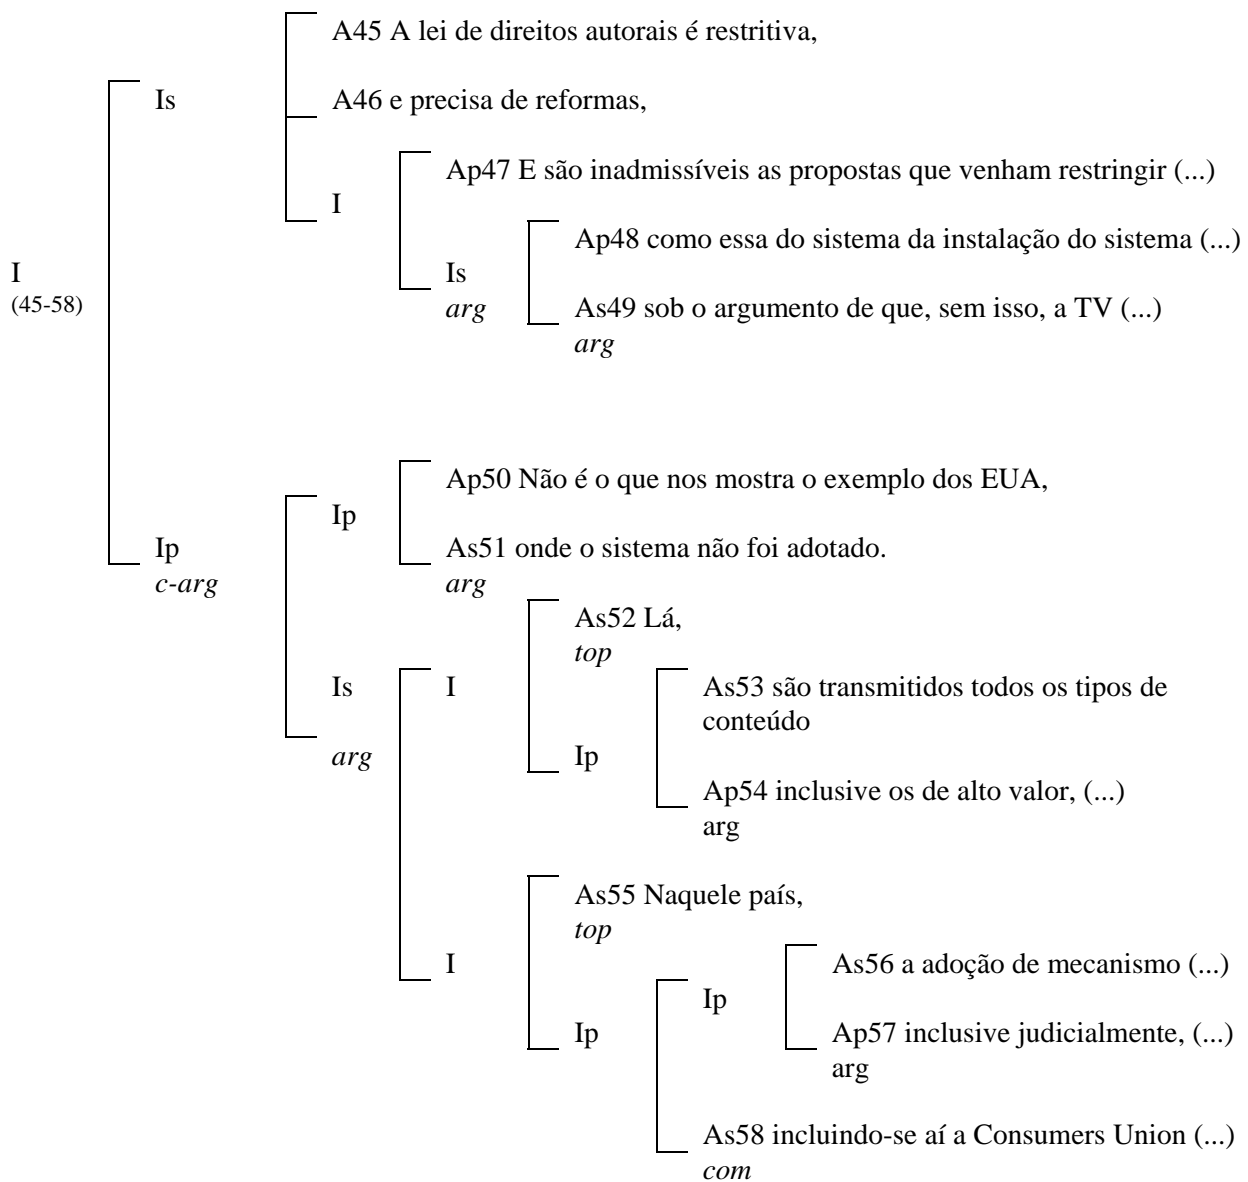 A45 A lei de direitos autorais é restritiva,
Is
A46 e precisa de reformas,
Ap47 E são inadmissíveis as propostas que venham restringir (...)
I
Ap48 como essa do sistema da instalação do sistema (...)
I
(45-58)
Is
arg
As49 sob o argumento de que, sem isso, a TV (...)
arg
Ap50 Não é o que nos mostra o exemplo dos EUA,
Ip
Ip
c-arg
As51 onde o sistema não foi adotado.
arg
As52 Lá,
top
Is
arg
I
As53 são transmitidos todos os tipos de
conteúdo
Ip
Ap54 inclusive os de alto valor, (...)
arg
As55 Naquele país,
top
I
As56 a adoção de mecanismo (...)
Ip
Ip
Ap57 inclusive judicialmente, (...)
arg
As58 incluindo-se aí a Consumers Union (...)
com